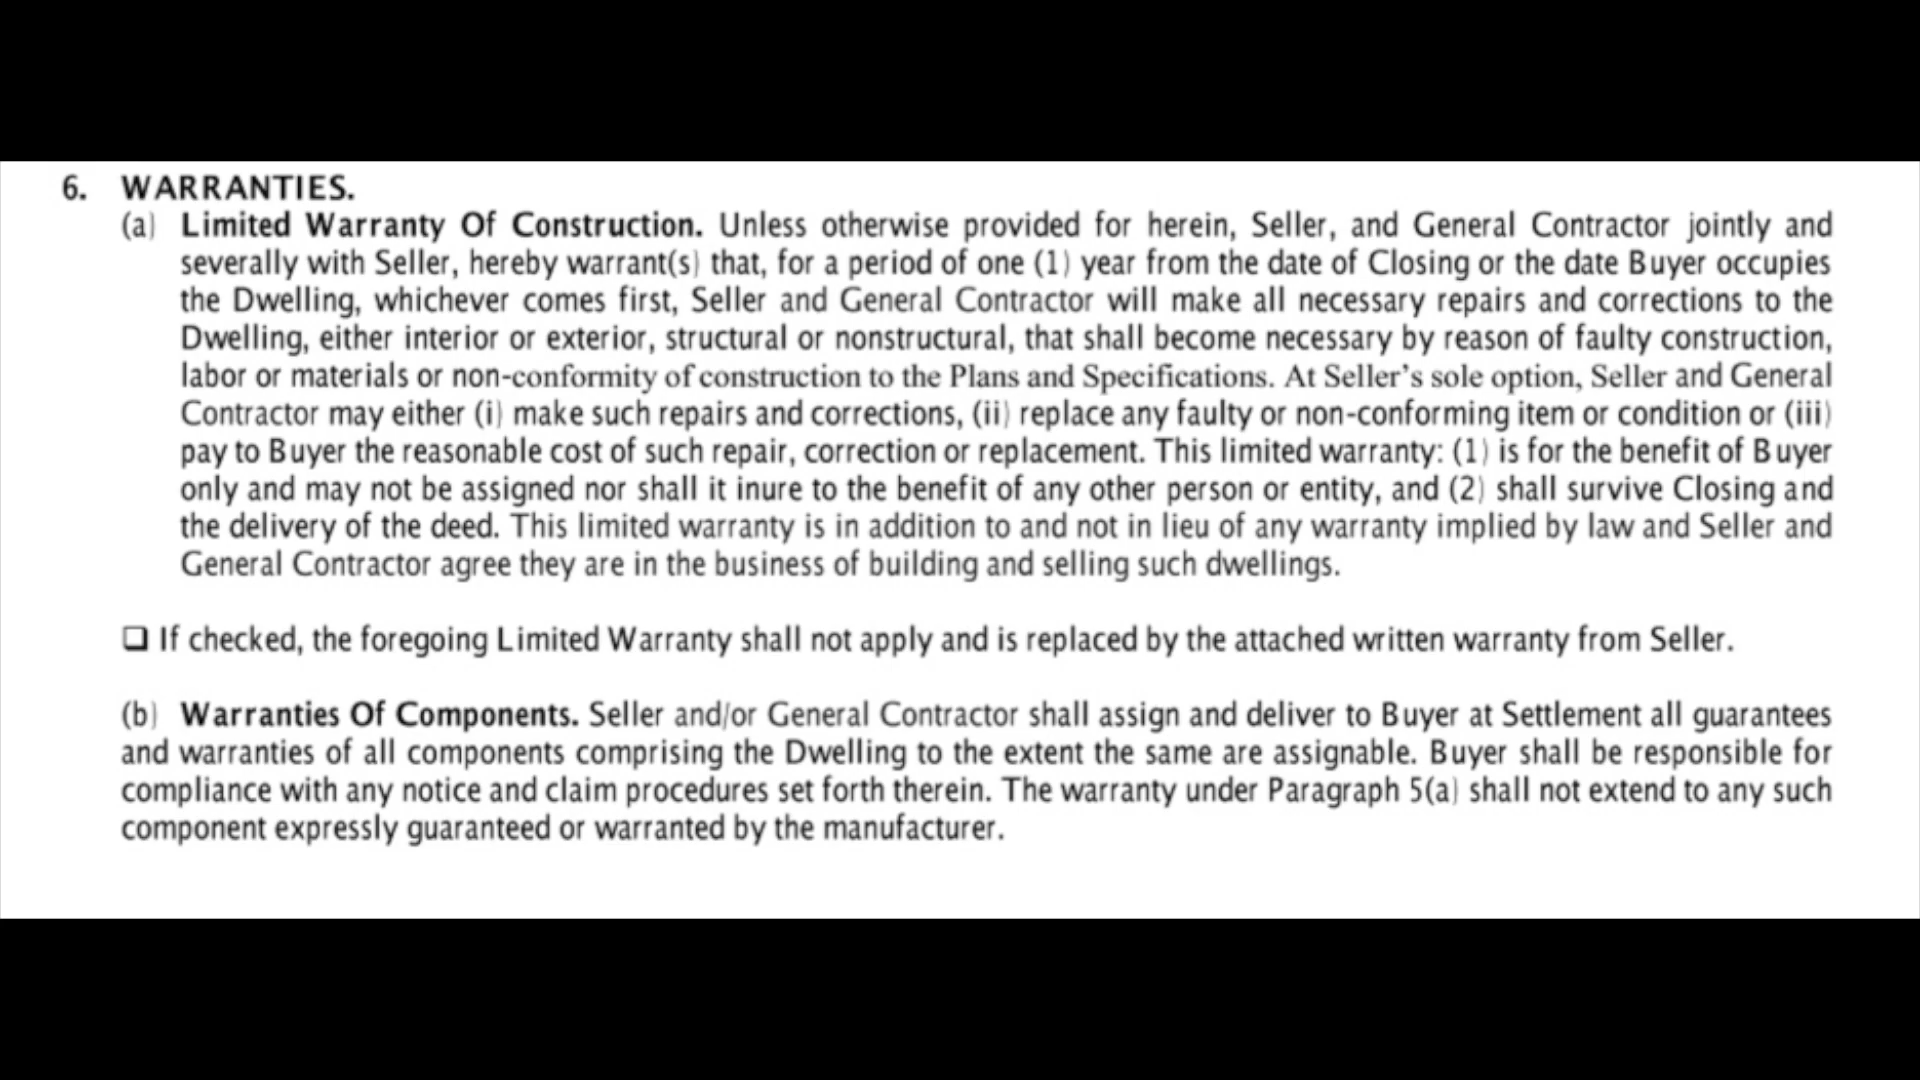 6. WARRANTIES.
(a) Limited Warranty Of Construction. Unless otherwise provided for herein, Seller, and General Contractor jointly and
severally with Seller, hereby warrant(s) that, for a period of one (1) year from the date of Closing or the date Buyer occupies
the Dwelling, whichever comes first, Seller and General Contractor will make all necessary repairs and corrections to the
Dwelling, either interior or exterior, structural or nonstructural, that shall become necessary by reason of faulty construction,
labor or materials or non-conformity of construction to the Plans and Specifications. At Seller’s sole option, Seller and General
Contractor may either (i) make such repairs and corrections, (ii) replace any faulty or non-conforming item or condition or (iii)
pay to Buyer the reasonable cost of such repair, correction or replacement. This limited warranty: (1) is for the benefit of Buyer
only and may not be assigned nor shall it inure to the benefit of any other person or entity, and (2) shall survive Closing and
the delivery of the deed. This limited warranty is in addition to and not in lieu of any warranty implied by law and Seller and
General Contractor agree they are in the business of building and selling such dwellings.
❑ If checked, the foregoing Limited Warranty shall not apply and is replaced by the attached written warranty from Seller.
(b) Warranties Of Components. Seller and/or General Contractor shall assign and deliver to Buyer at Settlement all guarantees
and warranties of all components comprising the Dwelling to the extent the same are assignable. Buyer shall be responsible for
compliance with any notice and claim procedures set forth therein. The warranty under Paragraph 5(a) shall not extend to any such
component expressly guaranteed or warranted by the manufacturer.